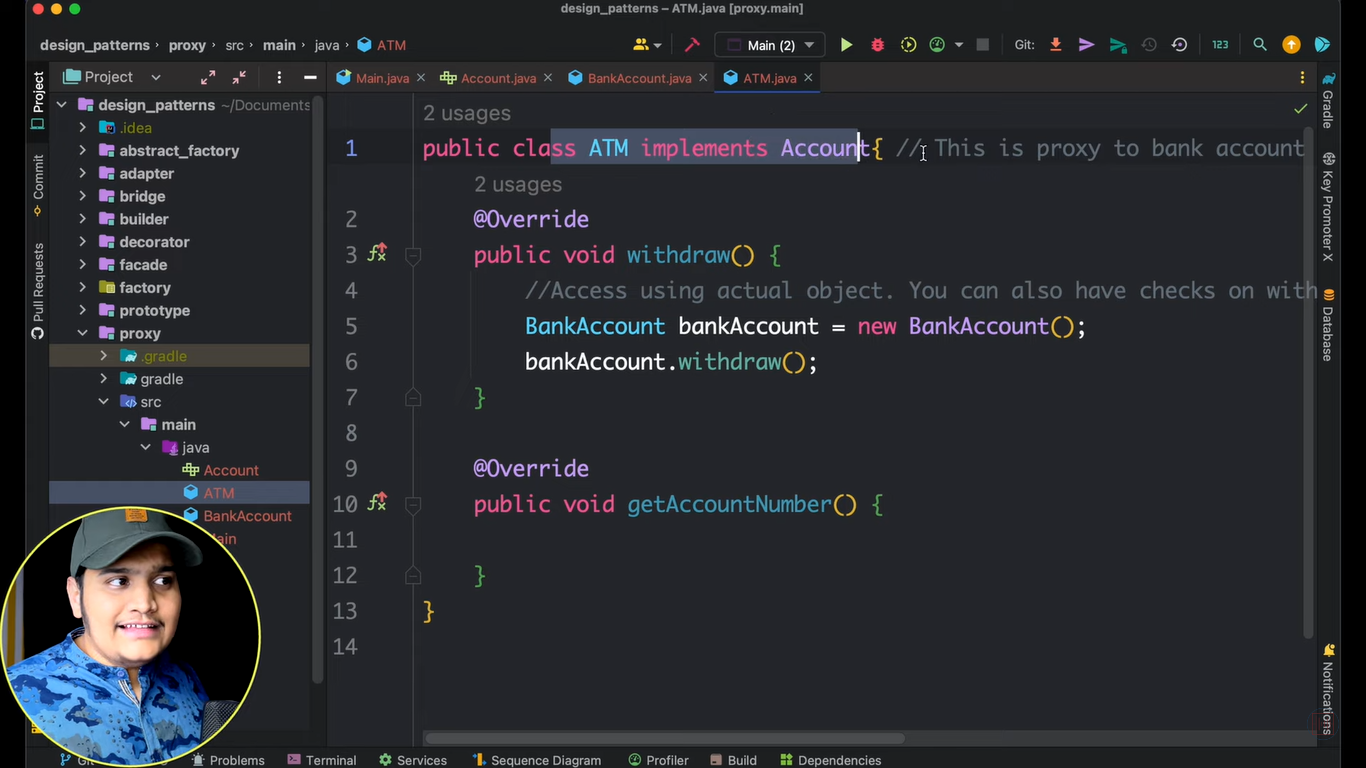 design_patterns – ATM.java [proxy.main]
design_patterns › proxy › src › main › java › ATM
Main (2)
Git:
123
Project
Main.java
Account.java
BankAccount.java
ATM.java
Project
Commit
Pull Requests
design_patterns ~/Documents
.idea
abstract_factory
adapter
bridge
builder
decorator
facade
factory
prototype
proxy
.gradle
gradle
src
main
java
Account
ATM
BankAccount
2 usages
1 public class ATM implements Account{ // This is proxy to bank account
2 usages
2 @Override
3 public void withdraw() {
4 //Access using actual object. You can also have checks on with
5 BankAccount bankAccount = new BankAccount();
6 bankAccount.withdraw();
7 }
8
9 @Override
10 public void getAccountNumber() {
11
12 }
13 }
14
Gradle
Key Promoter X
Database
Notifications
Problems
Terminal
Services
Sequence Diagram
Profiler
Build
Dependencies